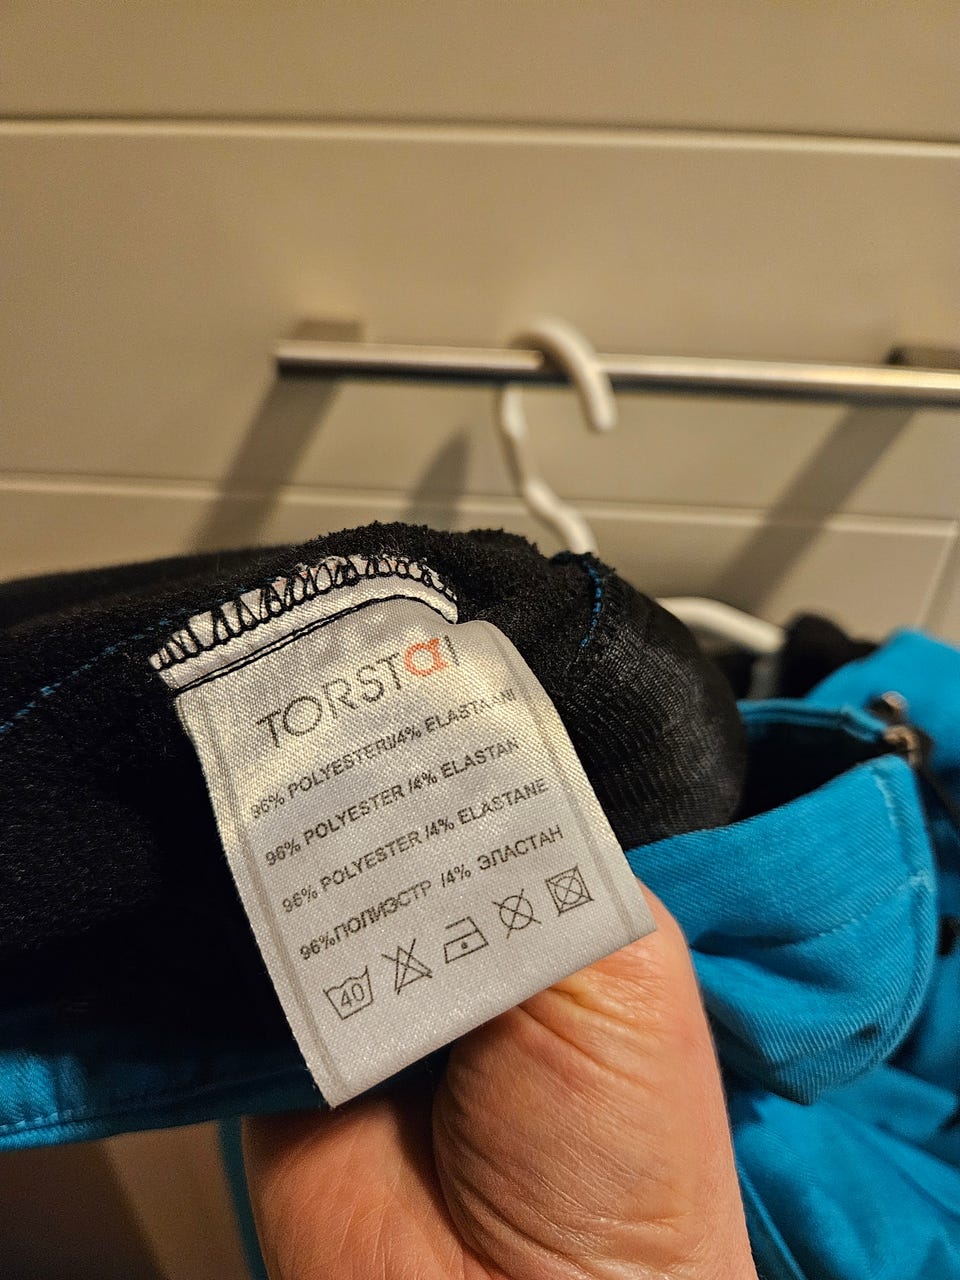 TORSTAI
96% POLYESTERI/4% ELASTAANI
96% POLYESTER /4% ELASTAN
96% POLYESTER /4% ELASTANE
96%ПОЛИЭСТР /4% ЭЛАСТАН
40